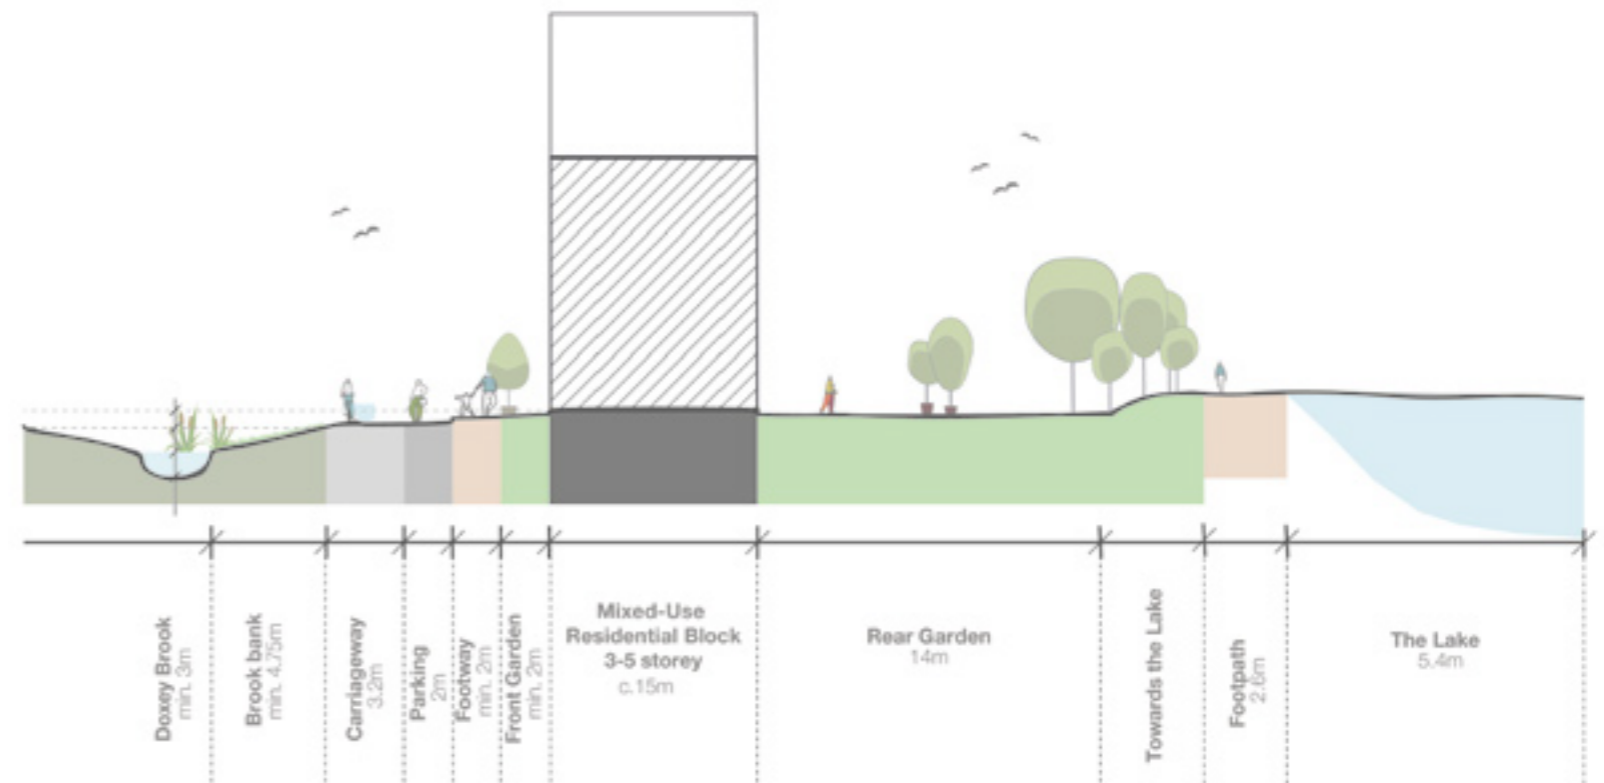 Doxey Brook
min. 3m
Brook bank
min. 4.75m
Carriageway
3.2m
Parking
2m
Footway
min. 2m
Front Garden
min. 2m
Mixed-Use
Residential Block
3-5 storey
c.15m
Rear Garden
14m
Towards the Lake
Footpath
2.6m
The Lake
5.4m